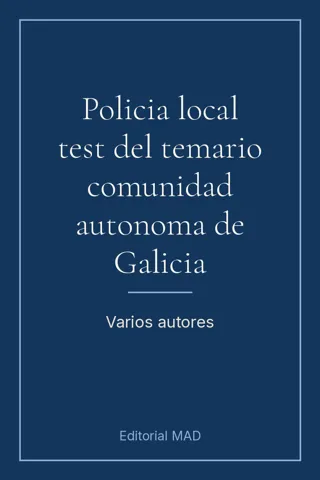 Policia local
test del temario
comunidad
autonoma de
Galicia
Varios autores
Editorial MAD